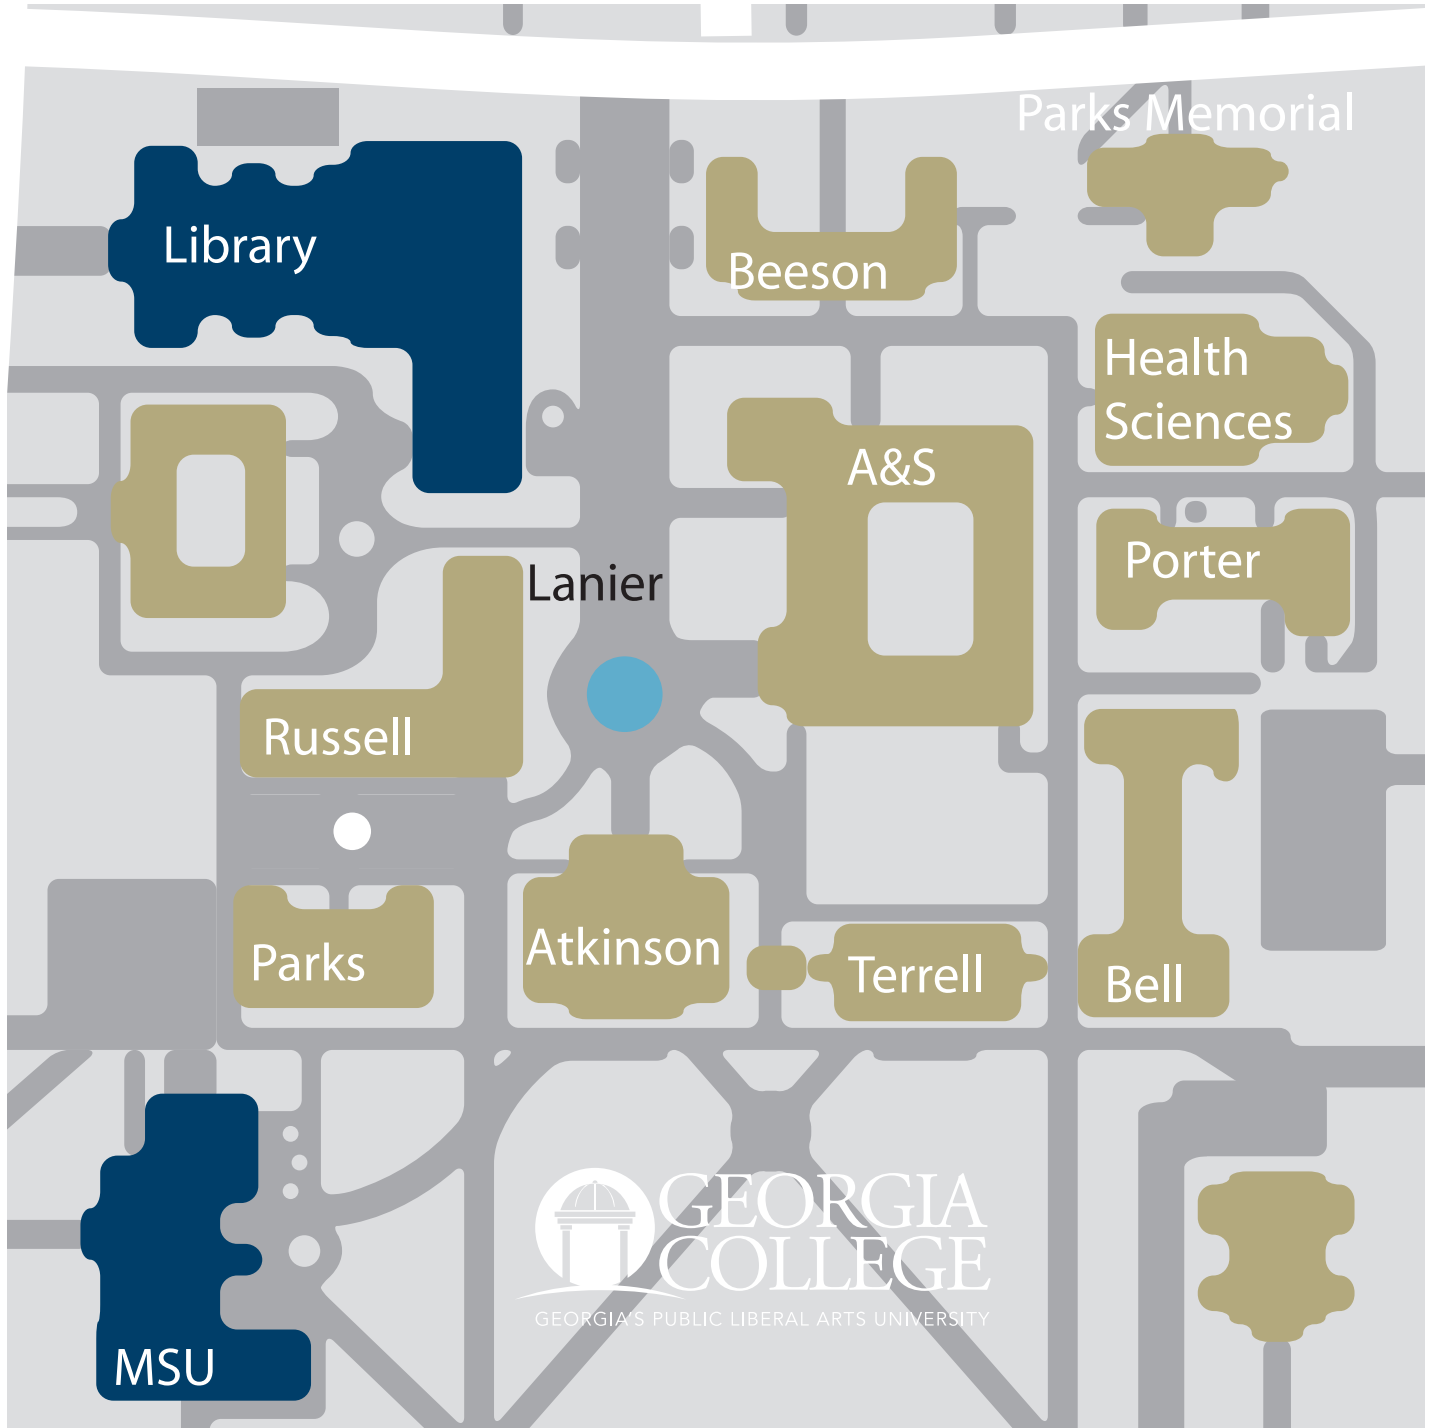 Parks Memorial
Library
Beeson
Health
Sciences
A&S
Porter
Lanier
Russell
Atkinson
Parks
Terrell
Bell
GEORGIA
COLLEGE
GEORGIA'S PUBLIC LIBERAL ARTS UNIVERSITY
MSU